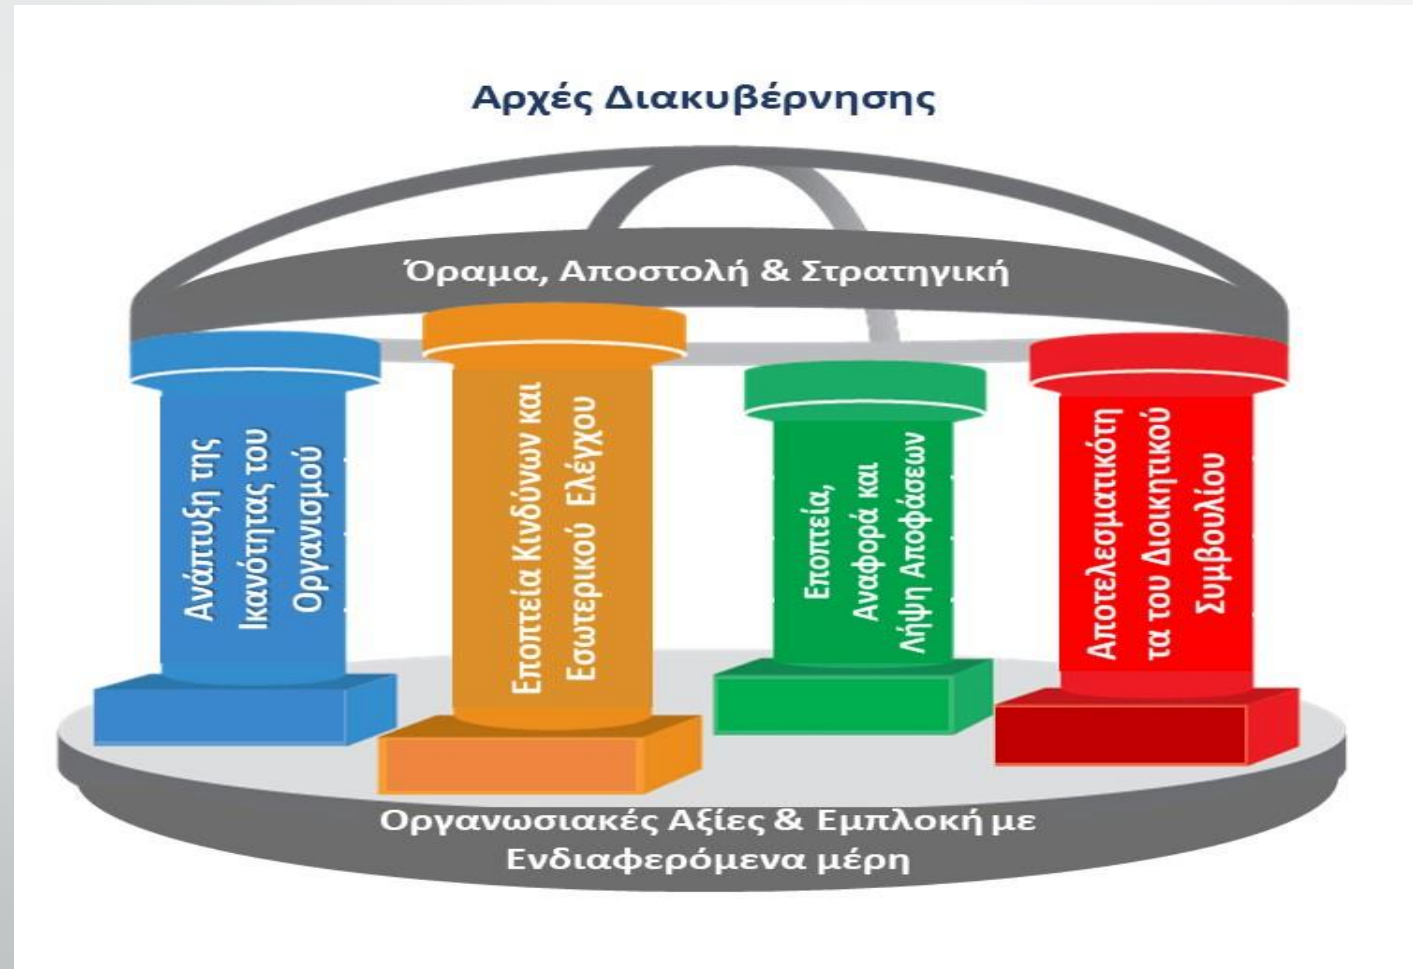 Αρχές Διακυβέρνησης
Όραμα, Αποστολή & Στρατηγική
Ανάπτυξη της
Ικανότητας του
Οργανισμού
Εποπτεία Κινδύνων και
Εσωτερικού Ελέγχου
Εποπτεία,
Αναφορά και
Λήψη Αποφάσεων
Αποτελεσματικότη
τα του Διοικητικού
Συμβουλίου
Οργανωσιακές Αξίες & Εμπλοκή με
Ενδιαφερόμενα μέρη